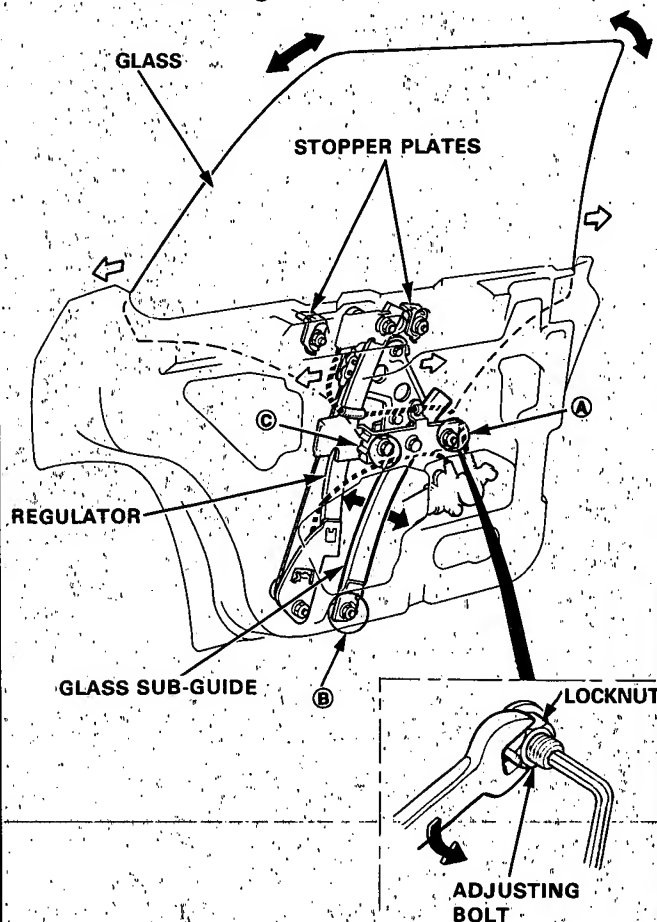 GLASS
STOPPER PLATES
Ⓒ
Ⓐ
REGULATOR
GLASS SUB-GUIDE
Ⓑ
LOCKNUT
ADJUSTING
BOLT